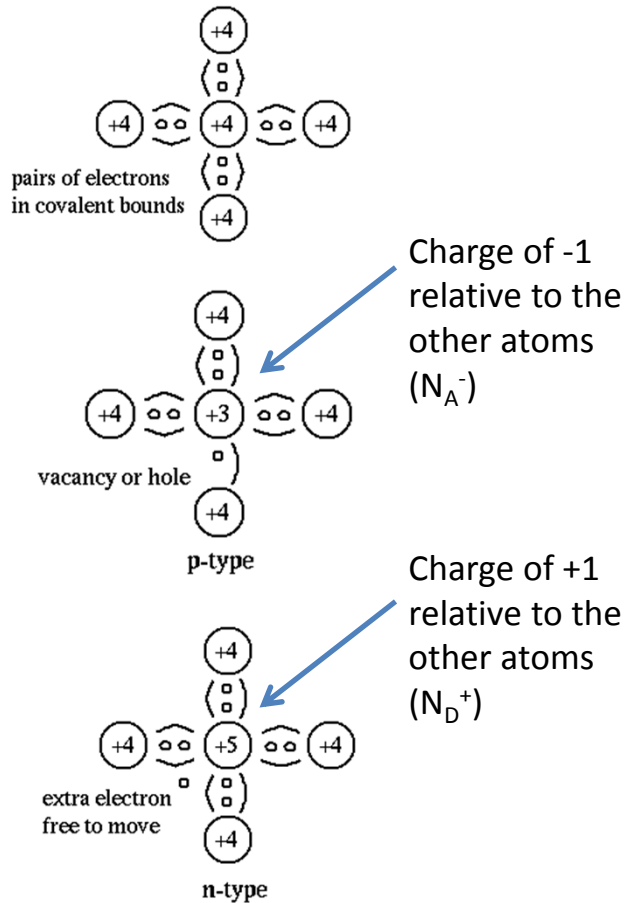 +4
+4 +4 +4
pairs of electrons
in covalent bounds
+4
Charge of -1
relative to the
other atoms
(N_A^-)
+4
+4 +3 +4
vacancy or hole
+4
p-type
Charge of +1
relative to the
other atoms
(N_D^+)
+4
+4 +5 +4
extra electron
free to move
+4
n-type